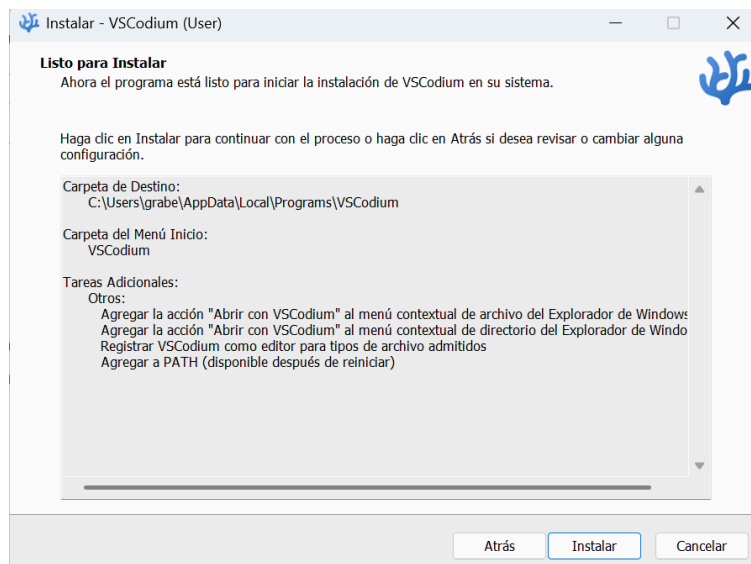 Instalar - VSCodium (User)
Listo para Instalar
Ahora el programa está listo para iniciar la instalación de VSCodium en su sistema.
Haga clic en Instalar para continuar con el proceso o haga clic en Atrás si desea revisar o cambiar alguna
configuración.
Carpeta de Destino:
C:\Users\grabe\AppData\Local\Programs\VSCodium
Carpeta del Menú Inicio:
VSCodium
Tareas Adicionales:
Otros:
Agregar la acción "Abrir con VSCodium" al menú contextual de archivo del Explorador de Windows
Agregar la acción "Abrir con VSCodium" al menú contextual de directorio del Explorador de Windo
Registrar VSCodium como editor para tipos de archivo admitidos
Agregar a PATH (disponible después de reiniciar)
Atrás Instalar Cancelar